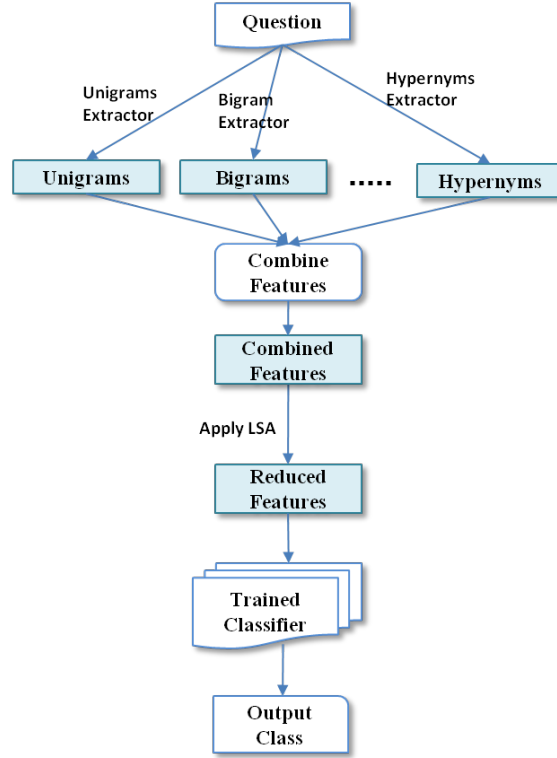 Question
Unigrams
Extractor
Bigram
Extractor
Hypernyms
Extractor
Unigrams
Bigrams
.....
Hypernyms
Combine
Features
Combined
Features
Apply LSA
Reduced
Features
Trained
Classifier
Output
Class